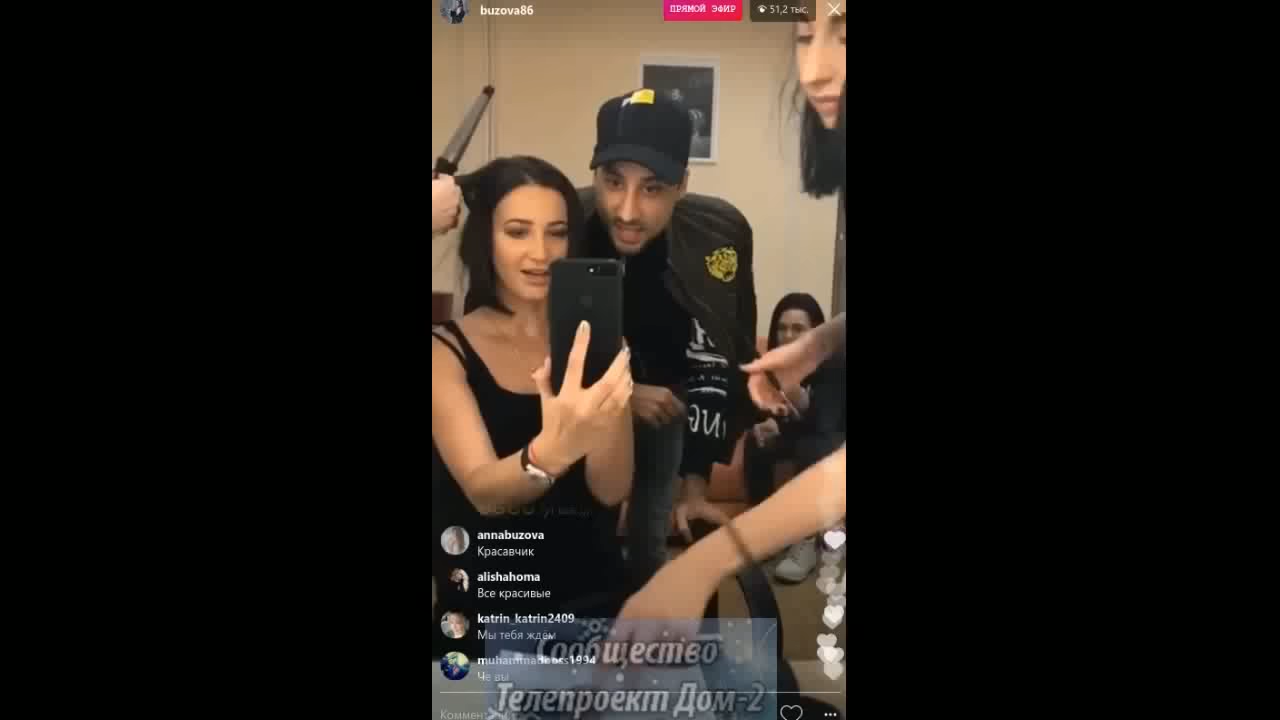 buzova86
ПРЯМОЙ ЭФИР
51,2 тыс.
annabuzova
Красавчик
alishahoma
Все красивые
katrin_katrin2409
Мы тебя ждём
Че вы
Сообщество
Телепроект Дом-2